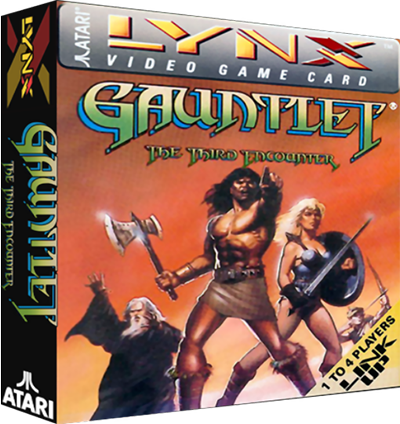 ATARI LYNX
VIDEO GAME CARD
GAUNTLET®
THE THIRD ENCOUNTER
1 TO 4 PLAYERS
LINK
UP
LYNX
GAUNTLET
THE THIRD ENCOUNTER
ATARI